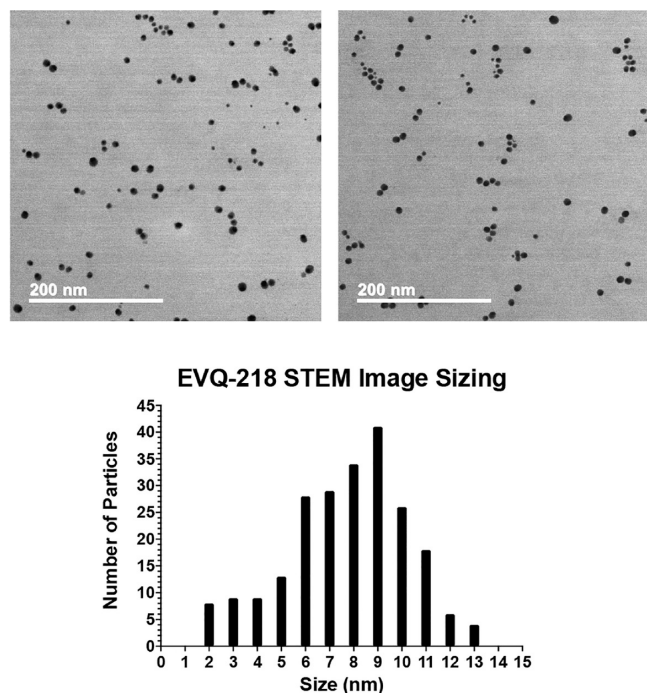 200 nm
200 nm
EVQ-218 STEM Image Sizing
Number of Particles
45
40
35
30
25
20
15
10
5
0
0 1 2 3 4 5 6 7 8 9 10 11 12 13 14 15
Size (nm)